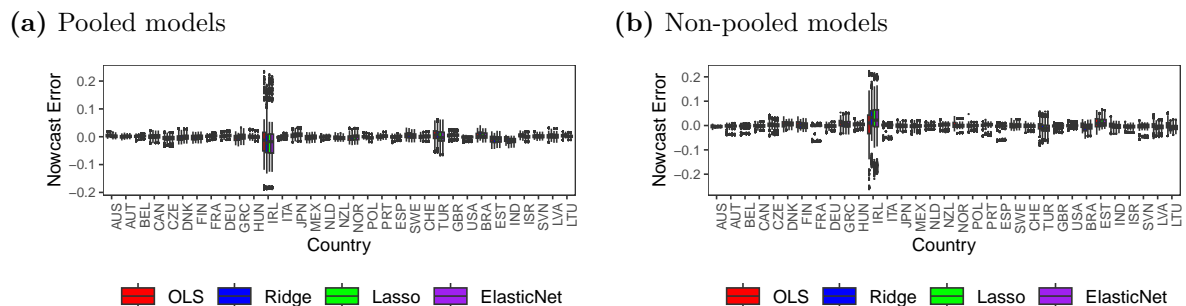 (a) Pooled models
(b) Non-pooled models
Nowcast Error
0.2
0.1
0.0
−0.1
−0.2
AUS AUT BEL CAN CZE DNK FIN FRA DEU GRC HUN IRL ITA JPN MEX NLD NZL NOR POL PRT ESP SWE CHE TUR GBR USA BRA EST IND ISR SVN LVA LTU
Country
OLS Ridge Lasso ElasticNet
Nowcast Error
0.2
0.1
0.0
−0.1
−0.2
AUS AUT BEL CAN CZE DNK FIN FRA DEU GRC HUN IRL ITA JPN MEX NLD NZL NOR POL PRT ESP SWE CHE TUR GBR USA BRA EST IND ISR SVN LVA LTU
Country
OLS Ridge Lasso ElasticNet